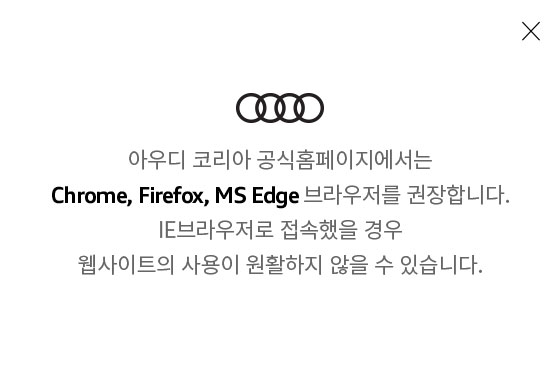 아우디 코리아 공식홈페이지에서는
Chrome, Firefox, MS Edge 브라우저를 권장합니다.
IE브라우저로 접속했을 경우
웹사이트의 사용이 원활하지 않을 수 있습니다.